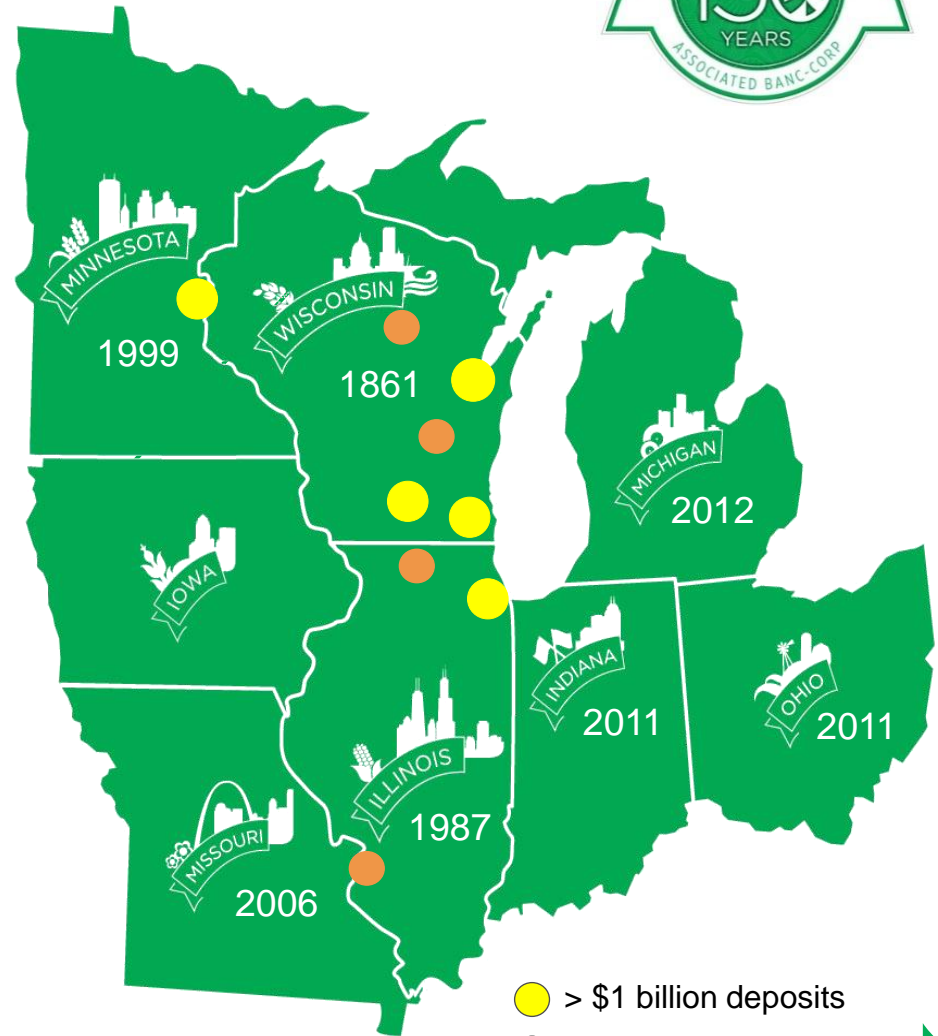 YEARS
ASSOCIATED BANC-CORP
MINNESOTA
1999
WISCONSIN
1861
MICHIGAN
2012
IOWA
INDIANA
2011
OHIO
2011
ILLINOIS
1987
MISSOURI
2006
> $1 billion deposits